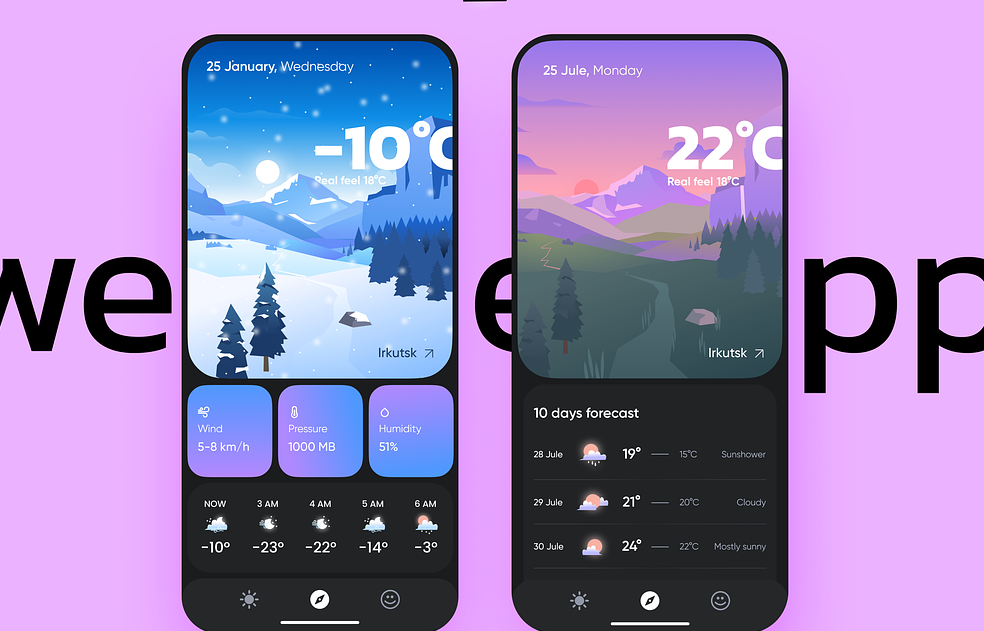 we
e
pp
25 January, Wednesday
-10°C
Real feel 18°C
Irkutsk
Wind
5-8 km/h
Pressure
1000 MB
Humidity
51%
NOW 3 AM 4 AM 5 AM 6 AM
-10° -23° -22° -14° -3°
25 Jule, Monday
22°C
Real feel 18°C
Irkutsk
10 days forecast
28 Jule 19° — 15°C Sunshower
29 Jule 21° — 20°C Cloudy
30 Jule 24° — 22°C Mostly sunny